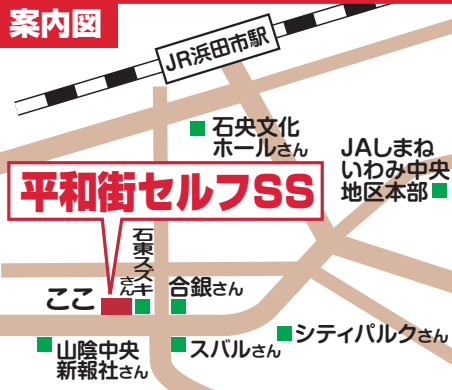 案内図
JR浜田市駅
石央文化
ホールさん
JAしまね
いわみ中央
地区本部
平和街セルフSS
石東スズキ
さん
ここ
合銀さん
シティパルクさん
山陰中央
新報社さん
スバルさん